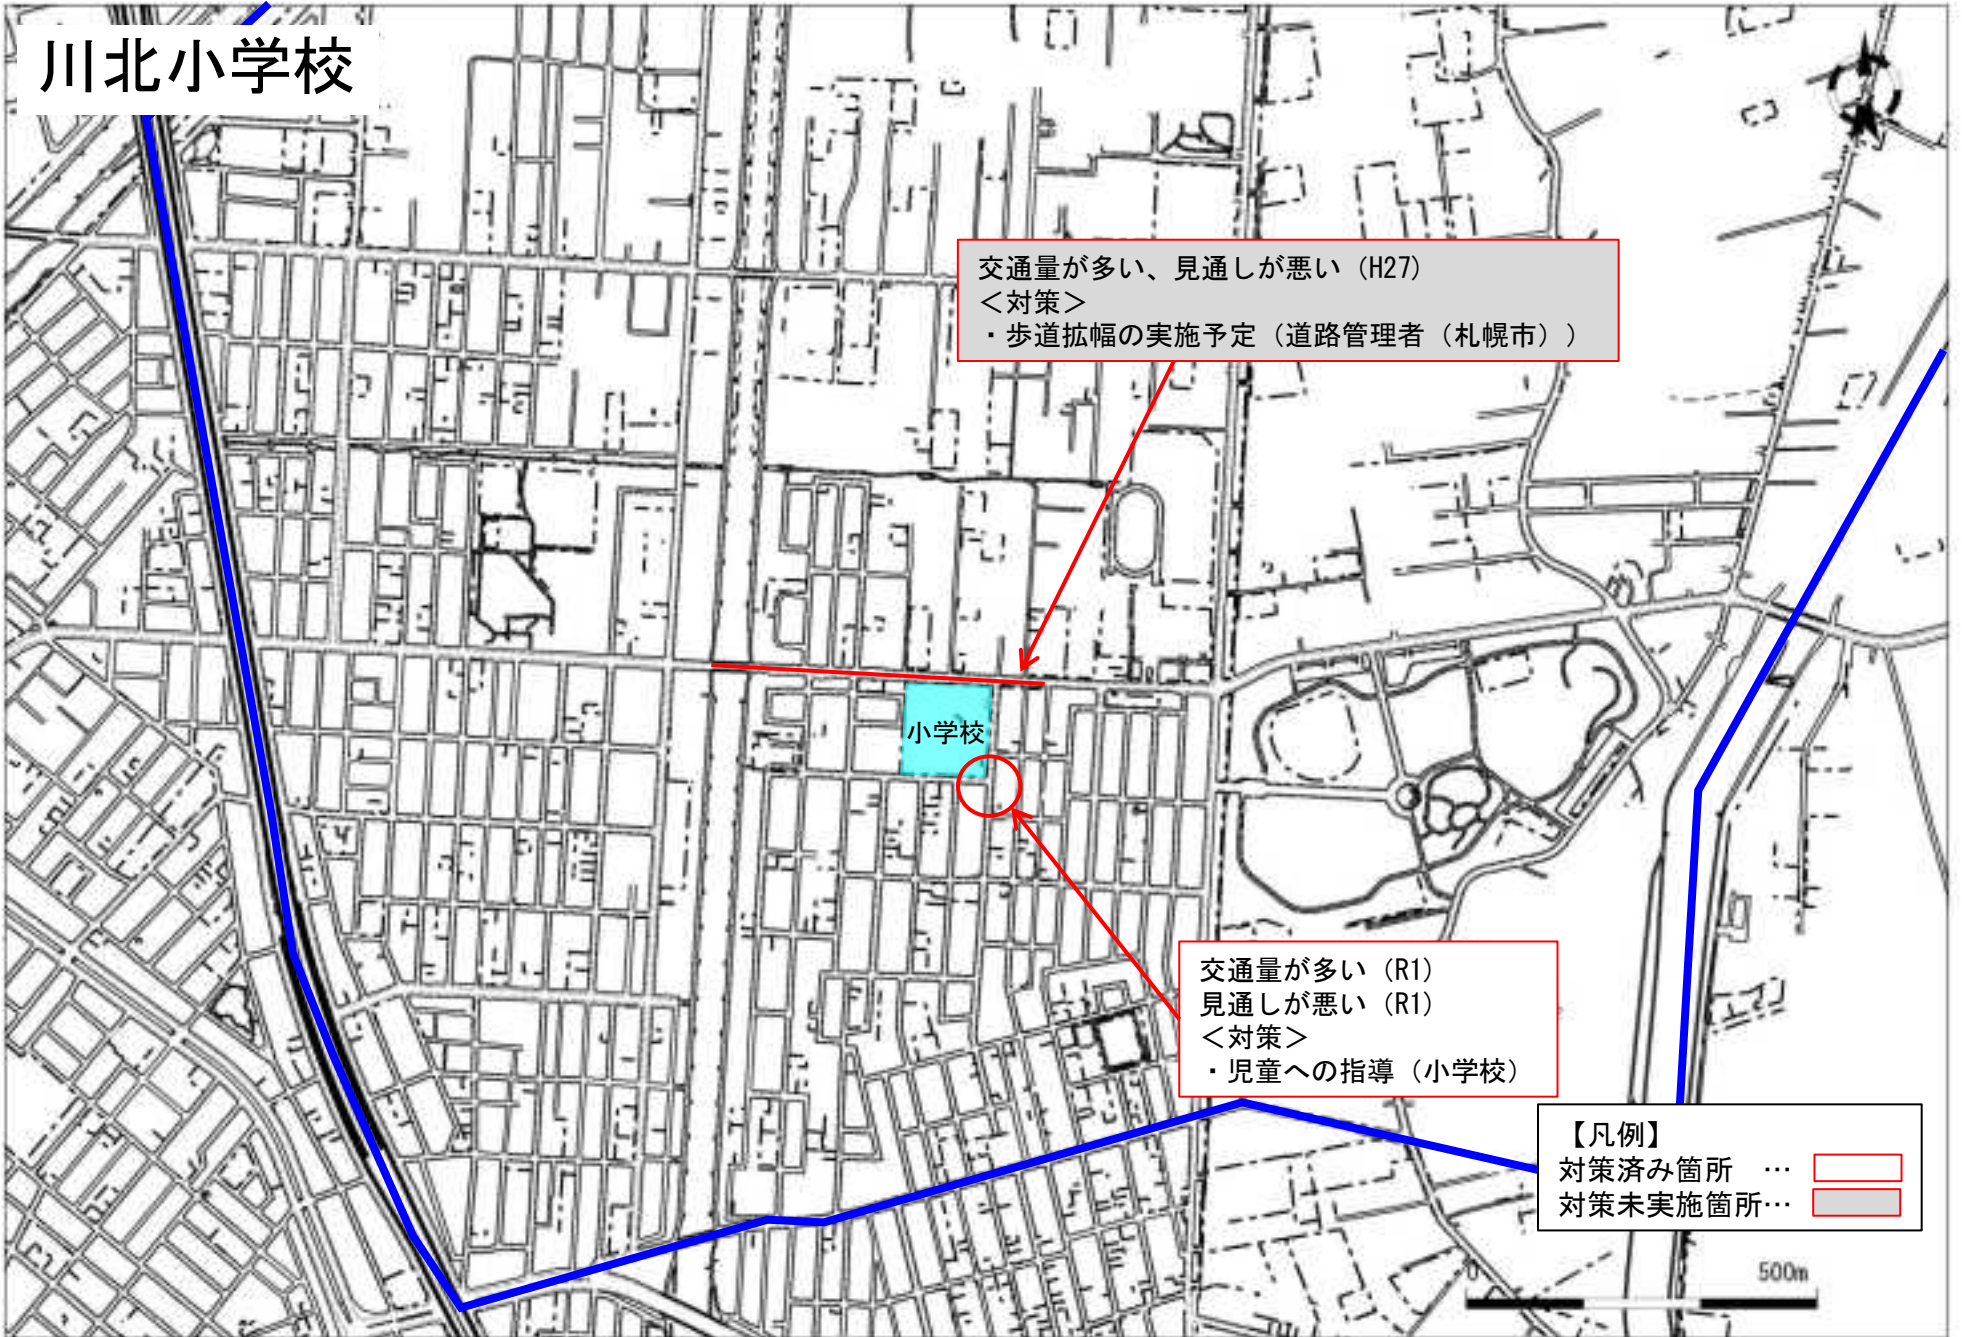 川北小学校
交通量が多い、見通しが悪い（H27）
＜対策＞
・歩道拡幅の実施予定（道路管理者（札幌市））
小学校
交通量が多い（R1）
見通しが悪い（R1）
＜対策＞
・児童への指導（小学校）
【凡例】
対策済み箇所　…
対策未実施箇所…
0　500m